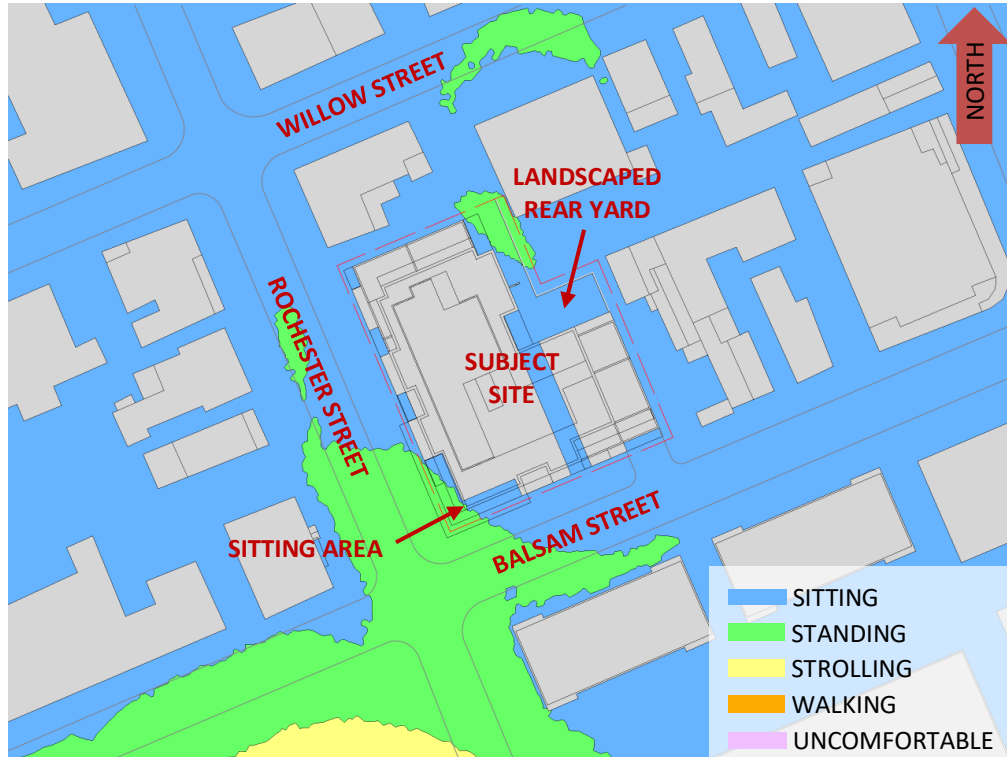 WILLOW STREET
NORTH
LANDSCAPED
REAR YARD
ROCHESTER STREET
SUBJECT
SITE
SITTING AREA
BALSAM STREET
SITTING
STANDING
STROLLING
WALKING
UNCOMFORTABLE